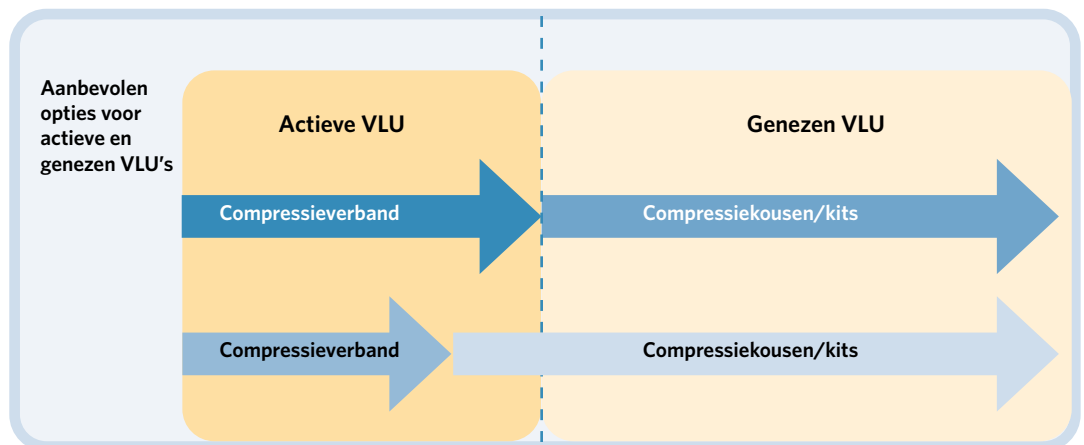 Aanbevolen
opties voor
actieve en
genezen VLU's
Actieve VLU
Genezen VLU
Compressieverband
Compressiekousen/kits
Compressieverband
Compressiekousen/kits